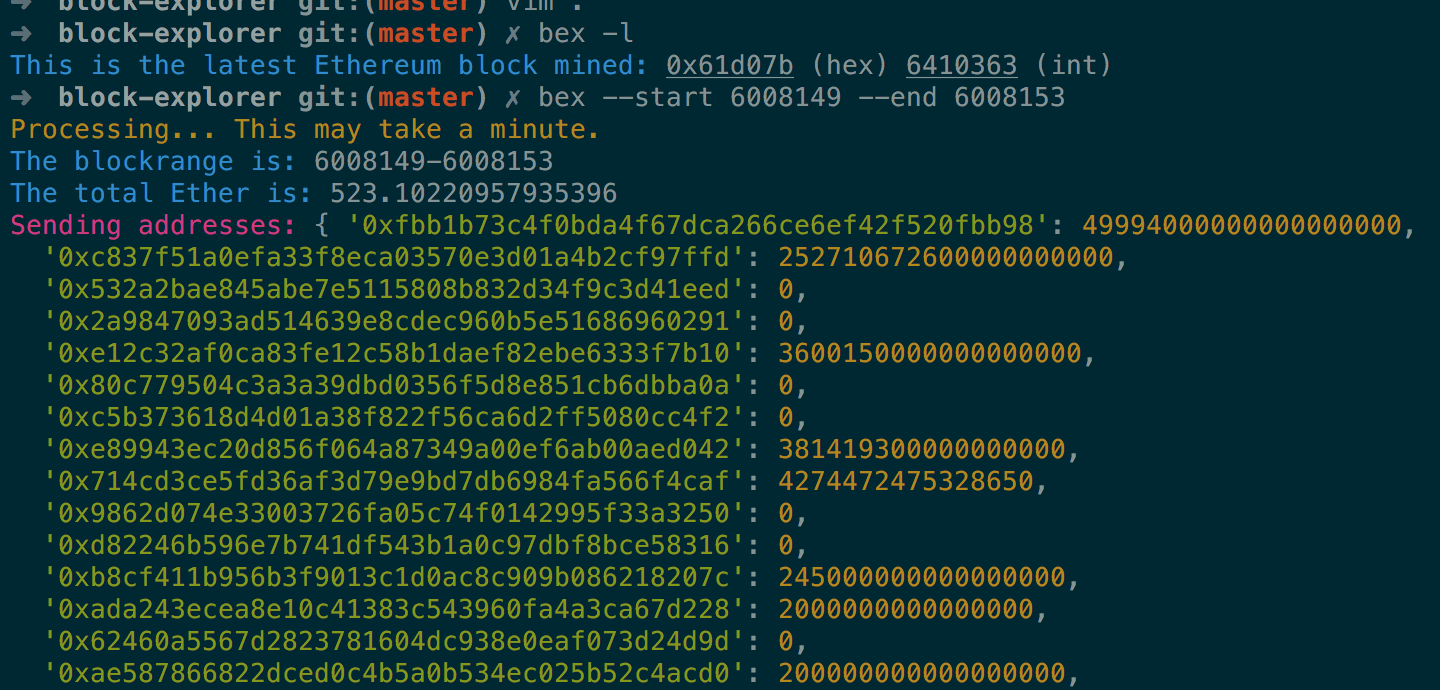 ➜  block-explorer git:(master) vim .
➜  block-explorer git:(master) ✗ bex -l
This is the latest Ethereum block mined: 0x61d07b (hex) 6410363 (int)
➜  block-explorer git:(master) ✗ bex --start 6008149 --end 6008153
Processing... This may take a minute.
The blockrange is: 6008149-6008153
The total Ether is: 523.10220957935396
Sending addresses: { '0xfbb1b73c4f0bda4f67dca266ce6ef42f520fbb98': 49994000000000000000,
  '0xc837f51a0efa33f8eca03570e3d01a4b2cf97ffd': 252710672600000000000,
  '0x532a2bae845abe7e5115808b832d34f9c3d41eed': 0,
  '0x2a9847093ad514639e8cdec960b5e51686960291': 0,
  '0xe12c32af0ca83fe12c58b1daef82ebe6333f7b10': 3600150000000000000,
  '0x80c779504c3a3a39dbd0356f5d8e851cb6dbba0a': 0,
  '0xc5b373618d4d01a38f822f56ca6d2ff5080cc4f2': 0,
  '0xe89943ec20d856f064a87349a00ef6ab00aed042': 381419300000000000,
  '0x714cd3ce5fd36af3d79e9bd7db6984fa566f4caf': 4274472475328650,
  '0x9862d074e33003726fa05c74f0142995f33a3250': 0,
  '0xd82246b596e7b741df543b1a0c97dbf8bce58316': 0,
  '0xb8cf411b956b3f9013c1d0ac8c909b086218207c': 245000000000000000,
  '0xada243ecea8e10c41383c543960fa4a3ca67d228': 2000000000000000,
  '0x62460a5567d2823781604dc938e0eaf073d24d9d': 0,
  '0xae587866822dced0c4b5a0b534ec025b52c4acd0': 200000000000000000,